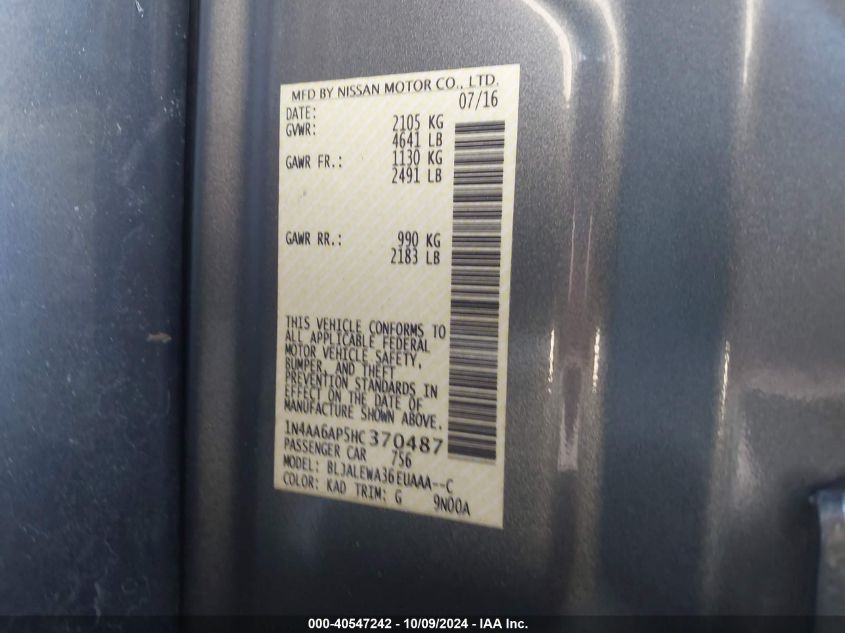 MFD BY NISSAN MOTOR CO., LTD.
DATE: 07/16
GVWR: 2105 KG
4641 LB
GAWR FR.: 1130 KG
2491 LB
GAWR RR.: 990 KG
2183 LB
THIS VEHICLE CONFORMS TO
ALL APPLICABLE FEDERAL
MOTOR VEHICLE SAFETY,
BUMPER, AND THEFT
PREVENTION STANDARDS IN
EFFECT ON THE DATE OF
MANUFACTURE SHOWN ABOVE.
1N4AA6AP5HC370487
PASSENGER CAR 756
MODEL: BLJALEWA36EUAAA--C
COLOR: KAD TRIM: G 9N00A
000-40547242 - 10/09/2024 - IAA Inc.